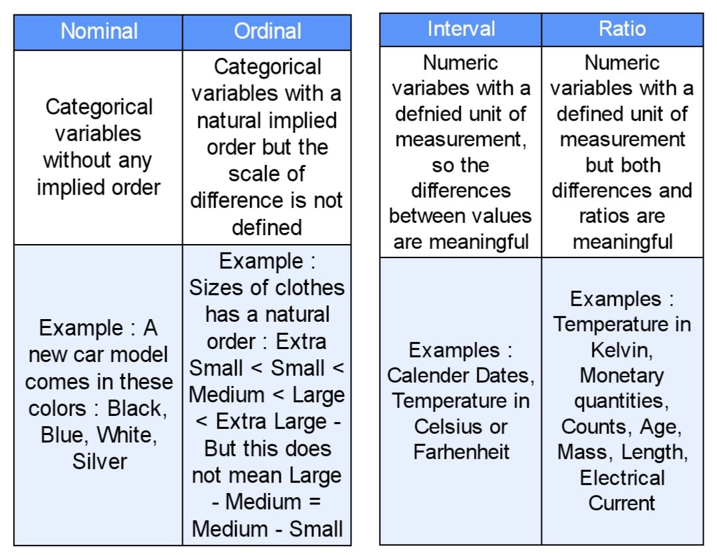 Nominal
Categorical
variables
without any
implied order
Example : A
new car model
comes in these
colors : Black,
Blue, White,
Silver
Ordinal
Categorical
variables with a
natural implied
order but the
scale of
difference is not
defined
Example :
Sizes of clothes
has a natural
order : Extra
Small < Small <
Medium < Large
< Extra Large -
But this does
not mean Large
- Medium =
Medium - Small
Interval
Numeric
variabes with a
defnied unit of
measurement,
so the
differences
between values
are meaningful
Examples :
Calender Dates,
Temperature in
Celsius or
Farhenheit
Ratio
Numeric
variables with a
defined unit of
measurement
but both
differences and
ratios are
meaningful
Examples :
Temperature in
Kelvin,
Monetary
quantities,
Counts, Age,
Mass, Length,
Electrical
Current